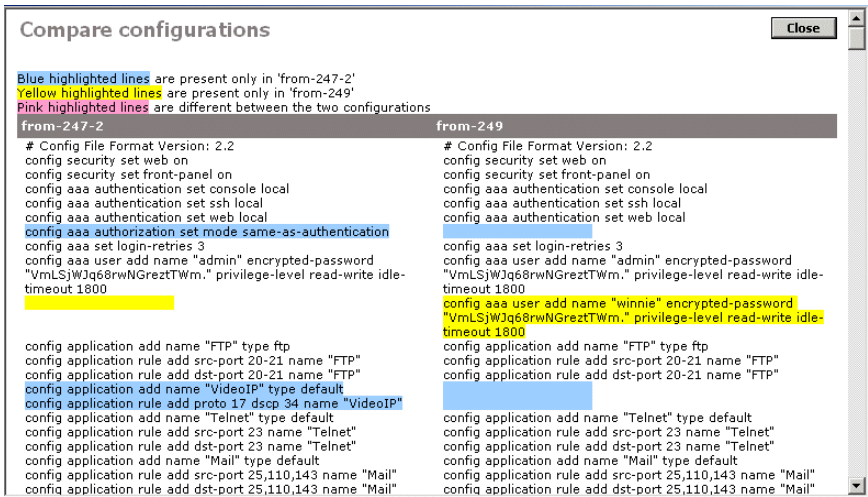 Compare configurations
Close
Blue highlighted lines are present only in 'from-247-2'
Yellow highlighted lines are present only in 'from-249'
Pink highlighted lines are different between the two configurations
from-247-2
# Config File Format Version: 2.2
config security set web on
config security set front-panel on
config aaa authentication set console local
config aaa authentication set ssh local
config aaa authentication set web local
config aaa authorization set mode same-as-authentication
config aaa set login-retries 3
config aaa user add name "admin" encrypted-password
"VmLSjWJq68rwNGreztTWm." privilege-level read-write idle-
timeout 1800
config application add name "FTP" type ftp
config application rule add src-port 20-21 name "FTP"
config application rule add dst-port 20-21 name "FTP"
config application add name "VideoIP" type default
config application rule add proto 17 dscp 34 name "VideoIP"
config application add name "Telnet" type default
config application rule add src-port 23 name "Telnet"
config application rule add dst-port 23 name "Telnet"
config application add name "Mail" type default
config application rule add src-port 25,110,143 name "Mail"
config application rule add dst-port 25,110,143 name "Mail"
from-249
# Config File Format Version: 2.2
config security set web on
config security set front-panel on
config aaa authentication set console local
config aaa authentication set ssh local
config aaa authentication set web local
config aaa set login-retries 3
config aaa user add name "admin" encrypted-password
"VmLSjWJq68rwNGreztTWm." privilege-level read-write idle-
timeout 1800
config aaa user add name "winnie" encrypted-password
"VmLSjWJq68rwNGreztTWm." privilege-level read-write idle-
timeout 1800
config application add name "FTP" type ftp
config application rule add src-port 20-21 name "FTP"
config application rule add dst-port 20-21 name "FTP"
config application add name "Telnet" type default
config application rule add src-port 23 name "Telnet"
config application rule add dst-port 23 name "Telnet"
config application add name "Mail" type default
config application rule add src-port 25,110,143 name "Mail"
config application rule add dst-port 25,110,143 name "Mail"